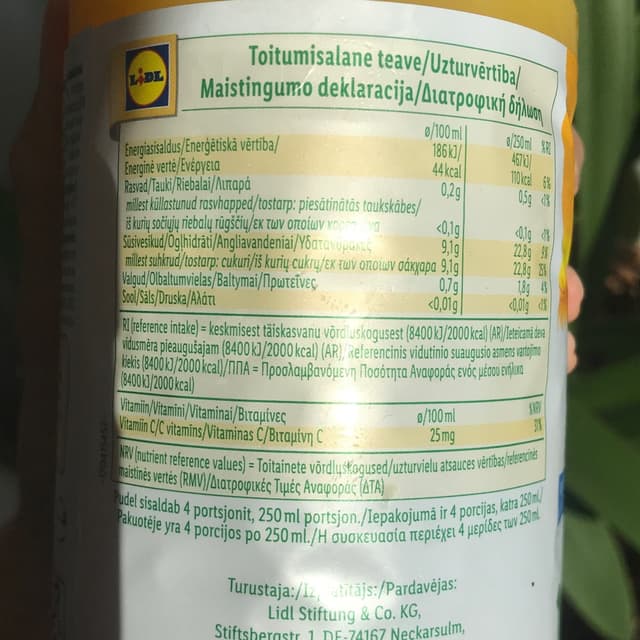 LIDL
Toitumisalane teave/Uzturvērtība/
Maistingumo deklaracija/Διατροφική δήλωση
ø/100 ml ø/250 ml %RI
Energiasisaldus/Enerģētiskā vērtība/ 186 kJ/ 467 kJ/
Energinė vertė/Ενέργεια 44 kcal 110 kcal 6%
Rasvad/Tauki/Riebalai/Λιπαρά 0,2g 0,5g <1%
millest küllastunud rasvhapped/tostarp: piesātinātās taukskābes/
iš kurių sočiųjų riebalų rūgščių/εκ των οποίων <0,1g <0,1g <1%
Süsivesikud/Ogļhidrāti/Angliavandeniai/Υδατάνθρακες 9,1g 22,8g 9%
millest suhkrud/tostarp: cukuri/iš kurių cukrų/εκ των οποίων σάκχαρα 9,1g 22,8g 25%
Valgud/Olbaltumvielas/Baltymai/Πρωτεΐνες 0,7g 1,8g 4%
Sool/Sāls/Druska/Αλάτι <0,01g <0,01g <1%
RI (reference intake) = keskmisest täiskasvanu võrdluskogusest (8400 kJ/2000 kcal) (AR)/Ieteicamā deva
vidusmēra pieaugušajam (8400 kJ/2000 kcal) (AR)/Referencinis vidutinio suaugusio asmens vartojimo
kiekis (8400 kJ/2000 kcal)/ΠΠΑ = Προσλαμβανόμενη Ποσότητα Αναφοράς ενός μέσου ενήλικα
(8400 kJ/2000 kcal)
Vitamiin/Vitamīni/Vitaminai/Βιταμίνες ø/100 ml %NRV
Vitamiin C/C vitamīns/Vitaminas C/Βιταμίνη C 25 mg 31%
NRV (nutrient reference values) = Toitainete võrdluskogused/uzturvielu atsauces vērtības/referencinės
maistinės vertės (RMV)/Διατροφικές Τιμές Αναφοράς (ΔΤΑ)
Pudel sisaldab 4 portsjonit, 250 ml portsjon./Iepakojumā ir 4 porcijas, katra 250 ml./
Pakuotėje yra 4 porcijos po 250 ml./Η συσκευασία περιέχει 4 μερίδες των 250 ml.
Turustaja:/Izplatītājs:/Pardavėjas:
Lidl Stiftung & Co. KG,
Stiftsbergstr. 1, DE-74167 Neckarsulm,